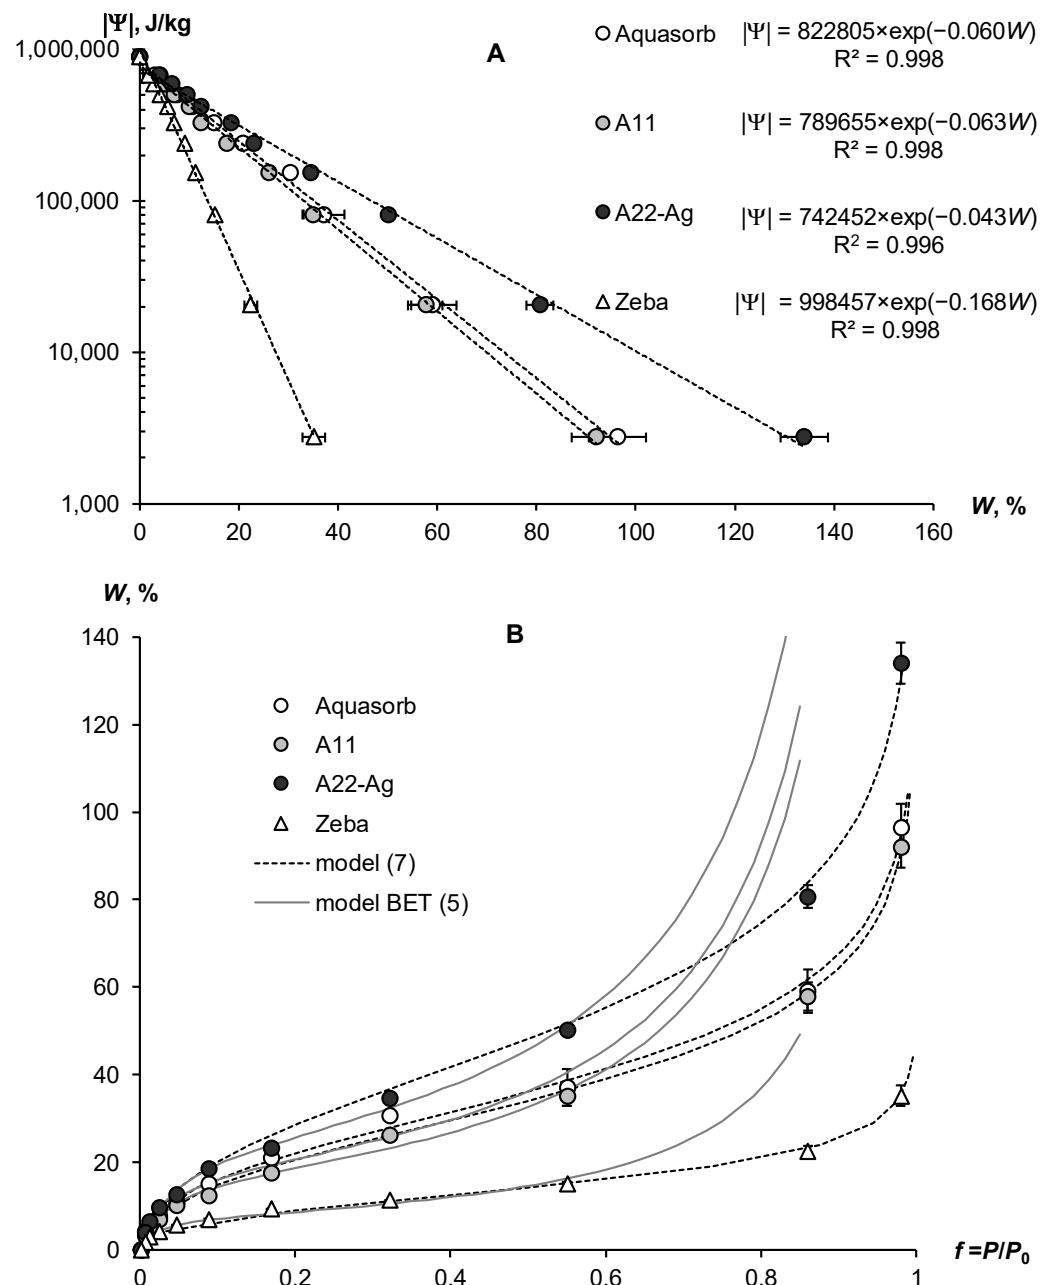 |Ψ|, J/kg
A
1,000,000
100,000
10,000
1,000
0
20
40
60
80
100
120
140
160
W, %
Aquasorb |Ψ| = 822805×exp(−0.060W)
R² = 0.998
A11 |Ψ| = 789655×exp(−0.063W)
R² = 0.998
A22-Ag |Ψ| = 742452×exp(−0.043W)
R² = 0.996
Zeba |Ψ| = 998457×exp(−0.168W)
R² = 0.998
W, %
B
140
120
100
80
60
40
20
0
Aquasorb
A11
A22-Ag
Zeba
model (7)
model BET (5)
0
0.2
0.4
0.6
0.8
1
f =P/P₀